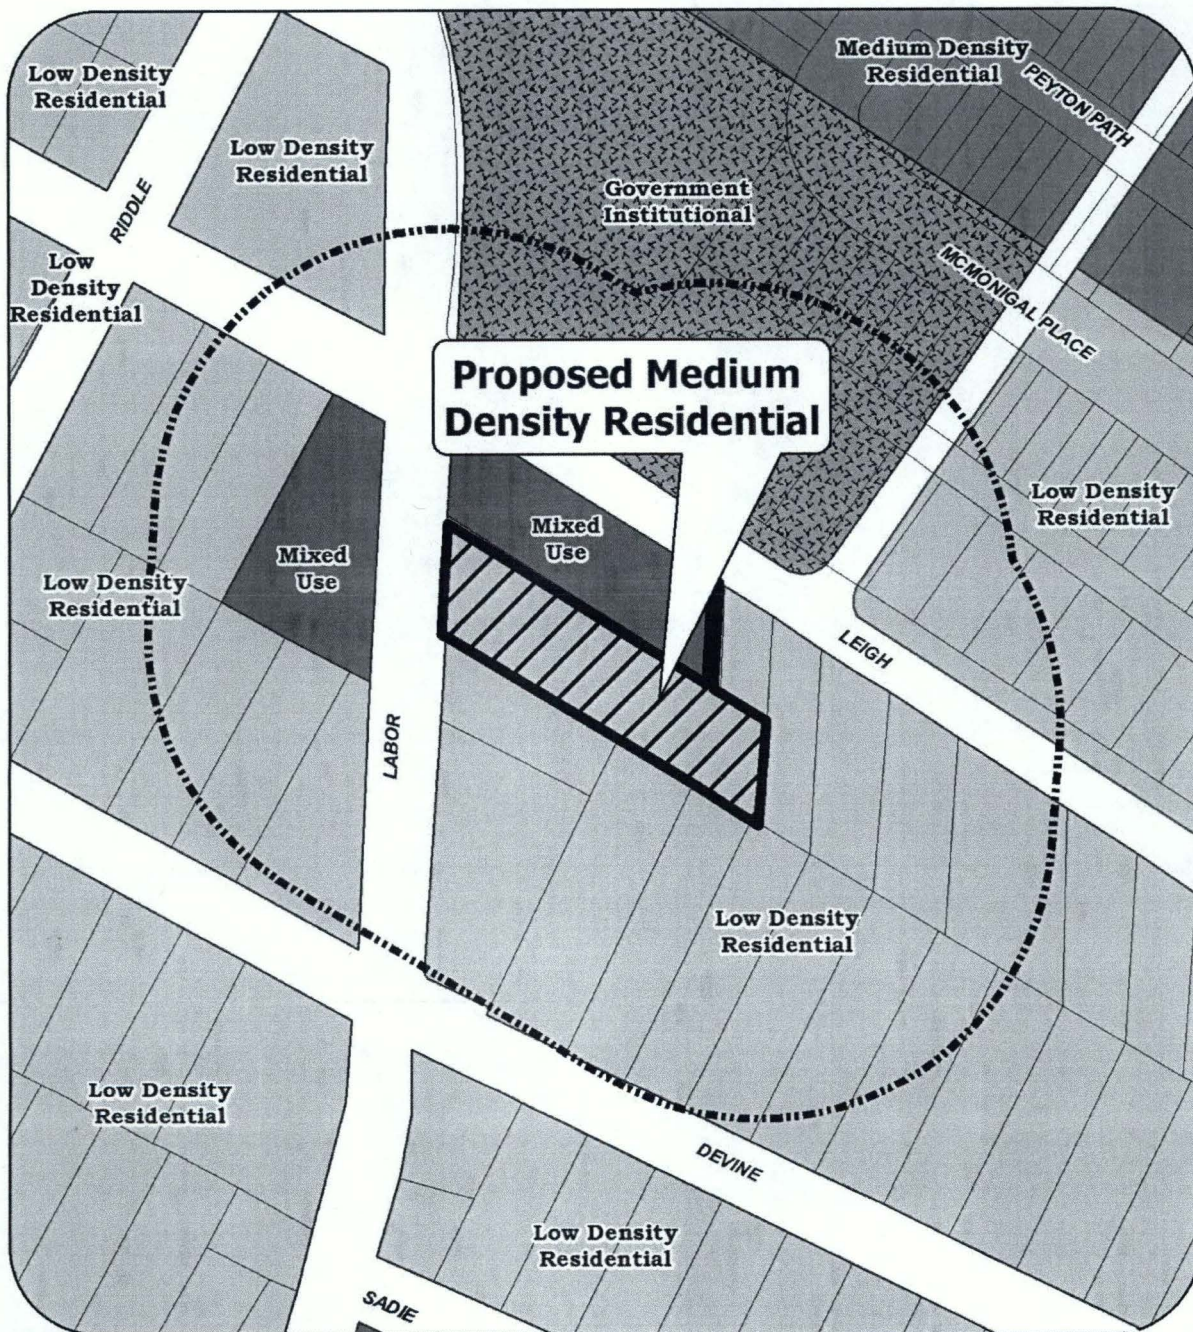 Low Density
Residential
Low Density
Residential
Medium Density
Residential
PEYTON PATH
Government
Institutional
RIDDLE
Low
Density
Residential
MCMONIGAL PLACE
Proposed Medium
Density Residential
Low Density
Residential
Mixed
Use
Mixed
Use
Low Density
Residential
LEIGH
LABOR
Low Density
Residential
Low Density
Residential
DEVINE
Low Density
Residential
SADIE